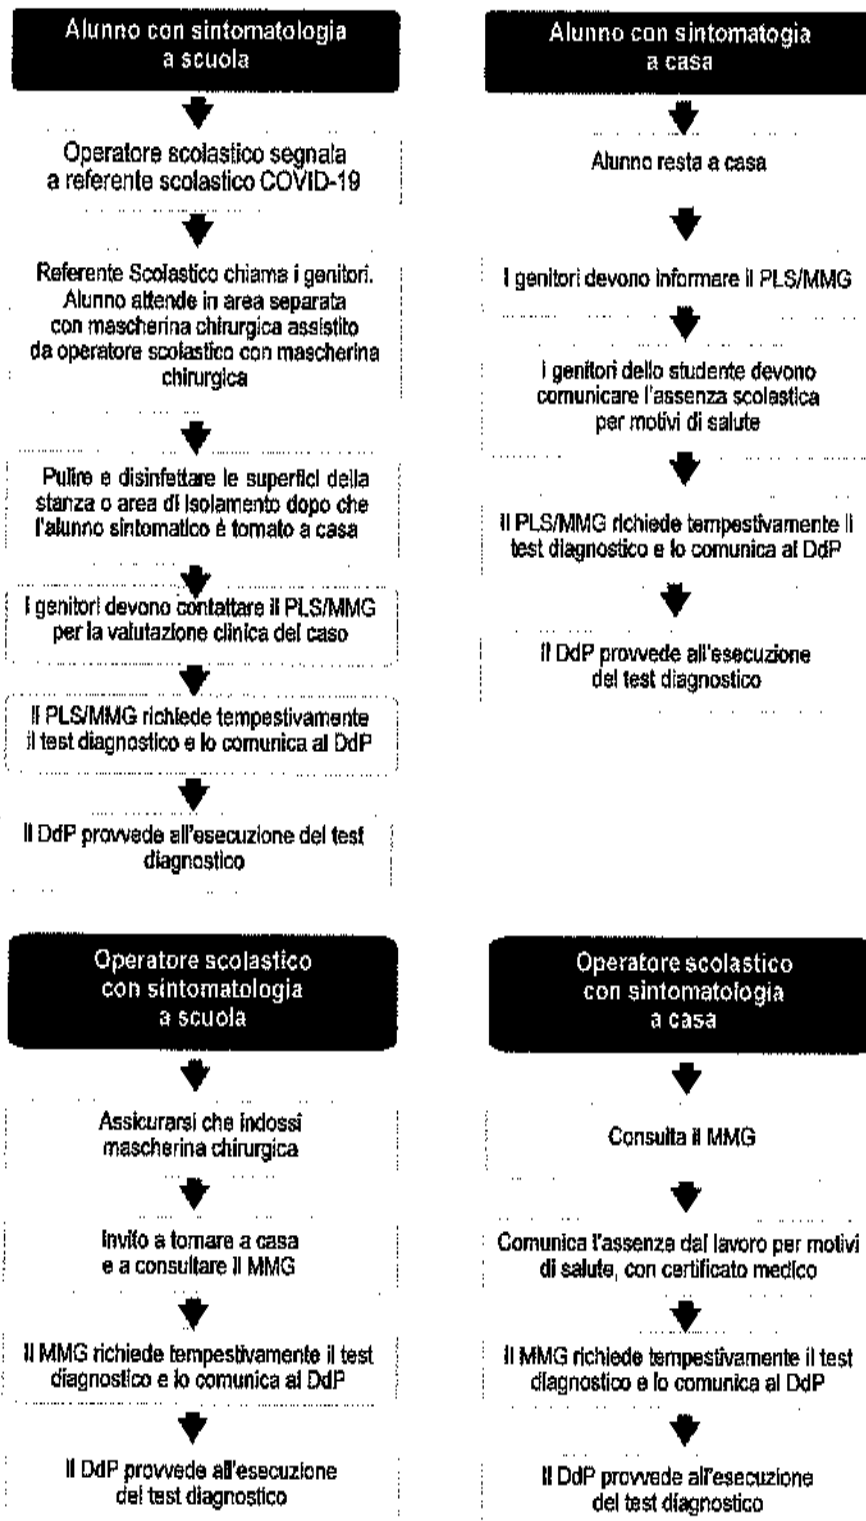 Alunno con sintomatologia
a scuola
Operatore scolastico segnala
a referente scolastico COVID-19
Referente Scolastico chiama i genitori.
Alunno attende in area separata
con mascherina chirurgica assistito
da operatore scolastico con mascherina
chirurgica
Pulire e disinfettare le superfici della
stanza o area di isolamento dopo che
l'alunno sintomatico è tornato a casa
I genitori devono contattare il PLS/MMG
per la valutazione clinica del caso
Il PLS/MMG richiede tempestivamente
il test diagnostico e lo comunica al DdP
Il DdP provvede all'esecuzione del test
diagnostico
Alunno con sintomatogia
a casa
Alunno resta a casa
I genitori devono informare il PLS/MMG
I genitori dello studente devono
comunicare l'assenza scolastica
per motivi di salute
Il PLS/MMG richiede tempestivamente il
test diagnostico e lo comunica al DdP
Il DdP provvede all'esecuzione
del test diagnostico
Operatore scolastico
con sintomatologia
a scuola
Assicurarsi che indossi
mascherina chirurgica
Invito a tornare a casa
e a consultare il MMG
Il MMG richiede tempestivamente il test
diagnostico e lo comunica al DdP
Il DdP provvede all'esecuzione
del test diagnostico
Operatore scolastico
con sintomatologia
a casa
Consulta il MMG
Comunica l'assenza dal lavoro per motivi
di salute, con certificato medico
Il MMG richiede tempestivamente il test
diagnostico e lo comunica al DdP
Il DdP provvede all'esecuzione
del test diagnostico